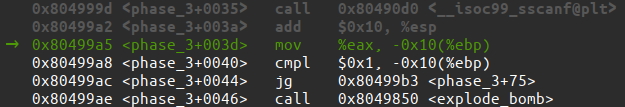 0x804999d <phase_3+0035> call 0x80490d0 <__isoc99_sscanf@plt>
0x80499a2 <phase_3+003a> add $0x10, %esp
→ 0x80499a5 <phase_3+003d> mov %eax, -0x10(%ebp)
0x80499a8 <phase_3+0040> cmpl $0x1, -0x10(%ebp)
0x80499ac <phase_3+0044> jg 0x80499b3 <phase_3+75>
0x80499ae <phase_3+0046> call 0x8049850 <explode_bomb>